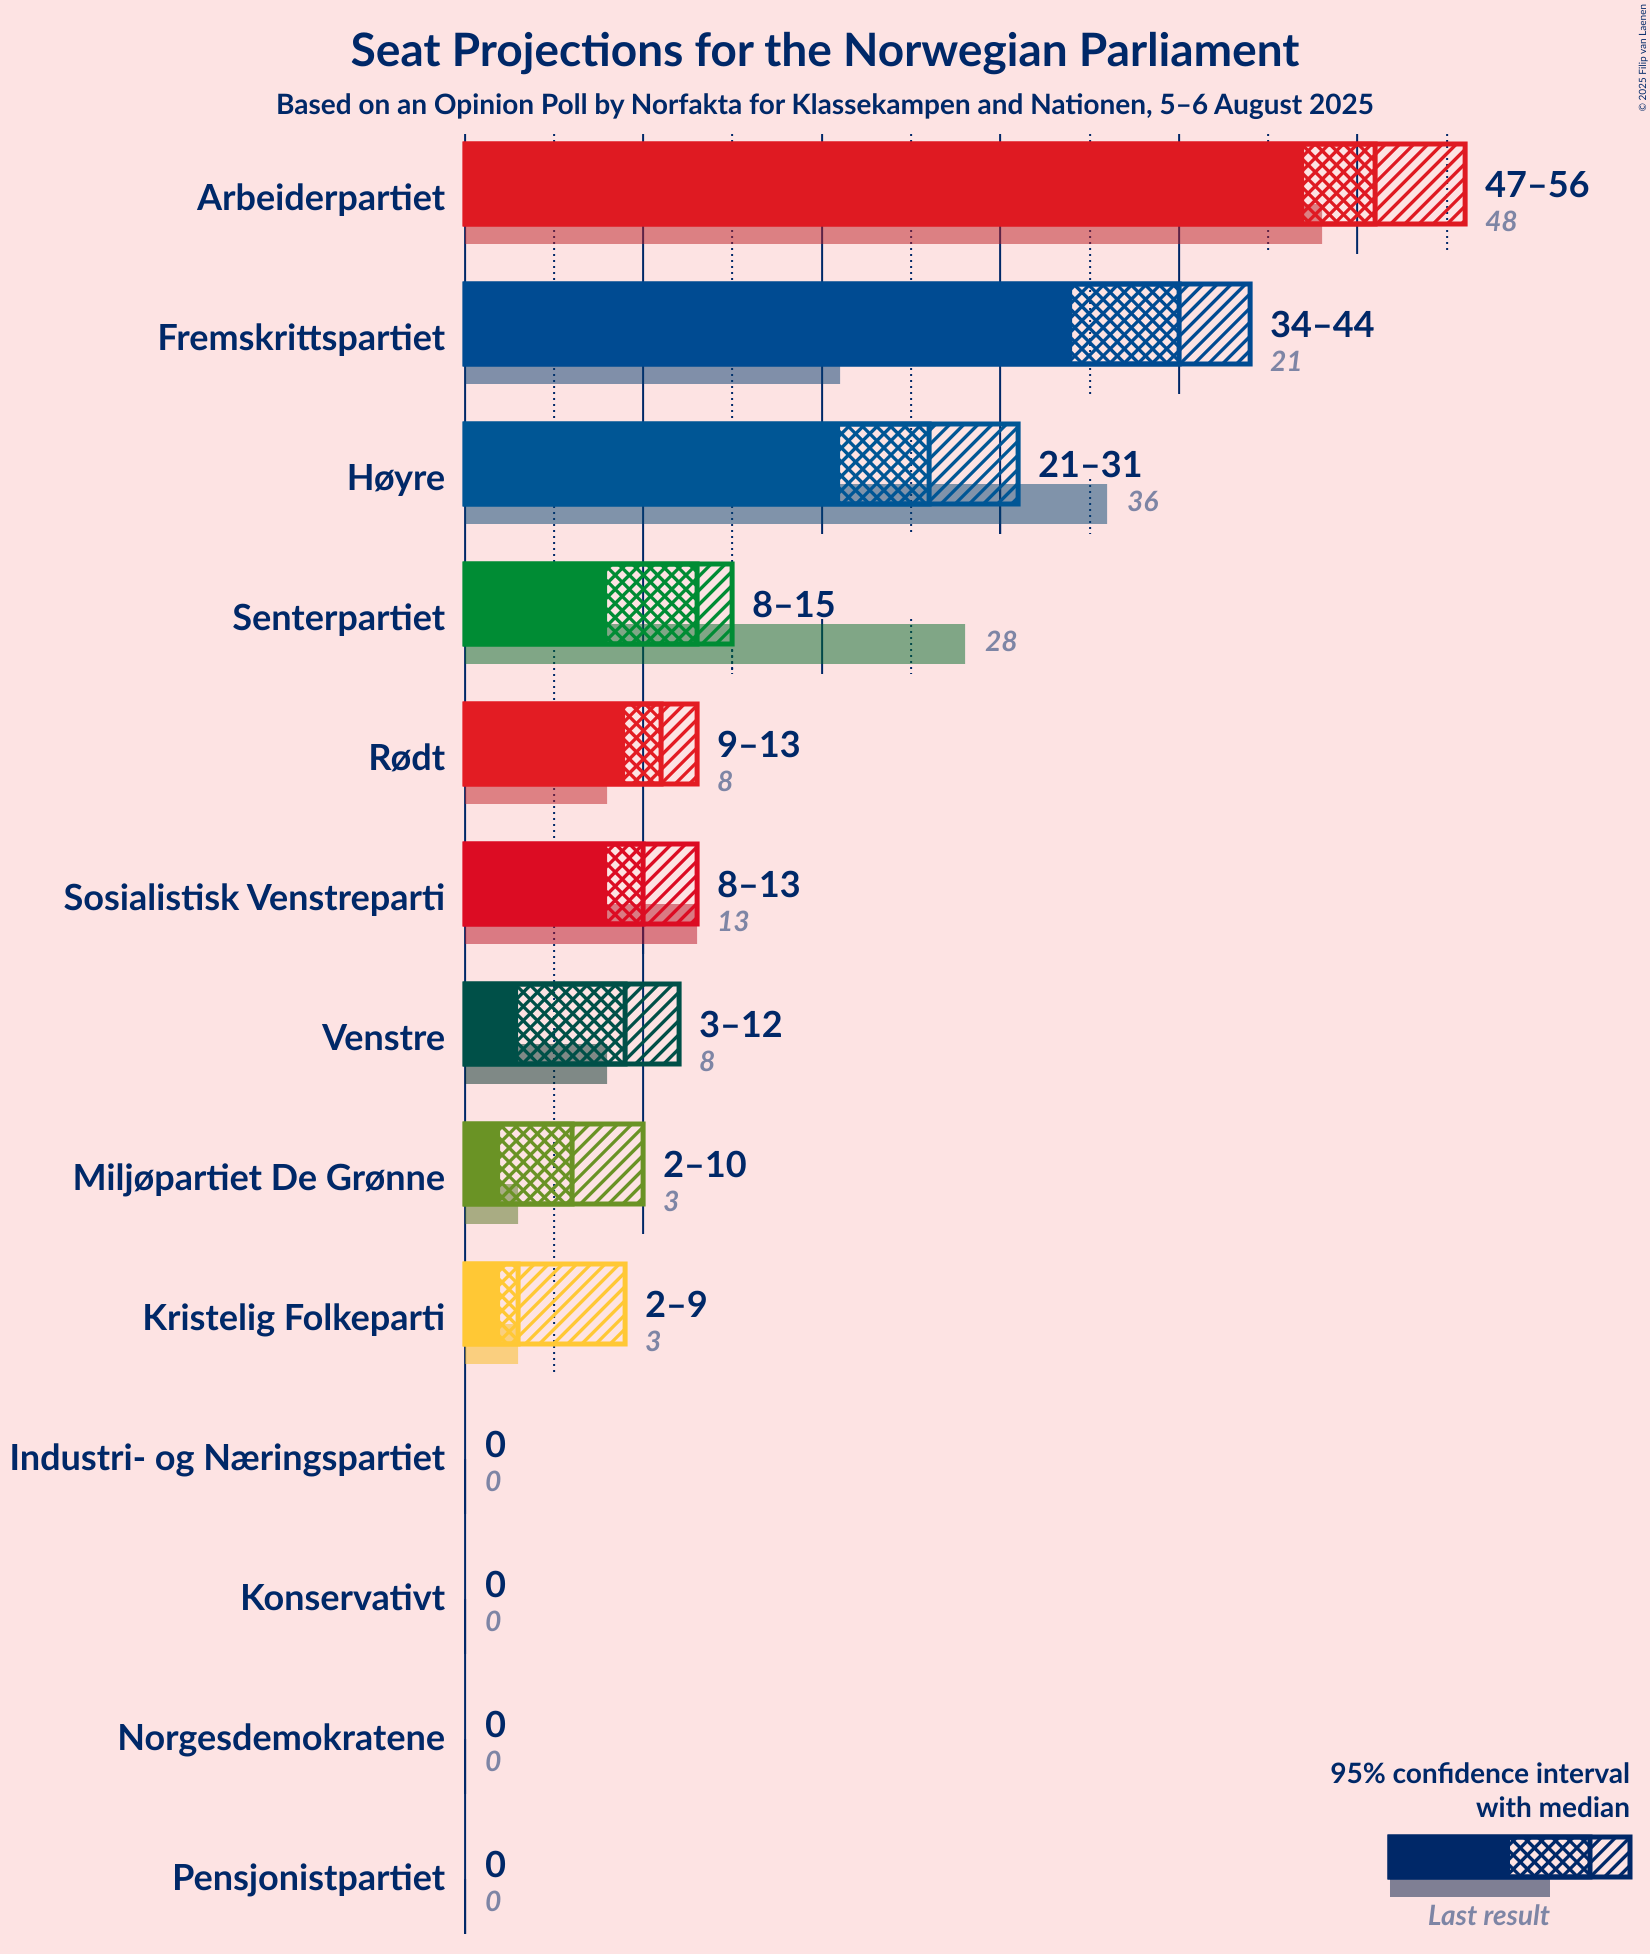 © 2025 Filip van Laenen
Seat Projections for the Norwegian Parliament
Based on an Opinion Poll by Norfakta for Klassekampen and Nationen, 5–6 August 2025
Arbeiderpartiet
47–56
48
Fremskrittspartiet
34–44
21
Høyre
21–31
36
Senterpartiet
8–15
28
Rødt
9–13
8
Sosialistisk Venstreparti
8–13
13
Venstre
3–12
8
Miljøpartiet De Grønne
2–10
3
Kristelig Folkeparti
2–9
3
Industri- og Næringspartiet
0
0
Konservativt
0
0
Norgesdemokratene
0
0
Pensjonistpartiet
0
0
95% confidence interval
with median
Last result